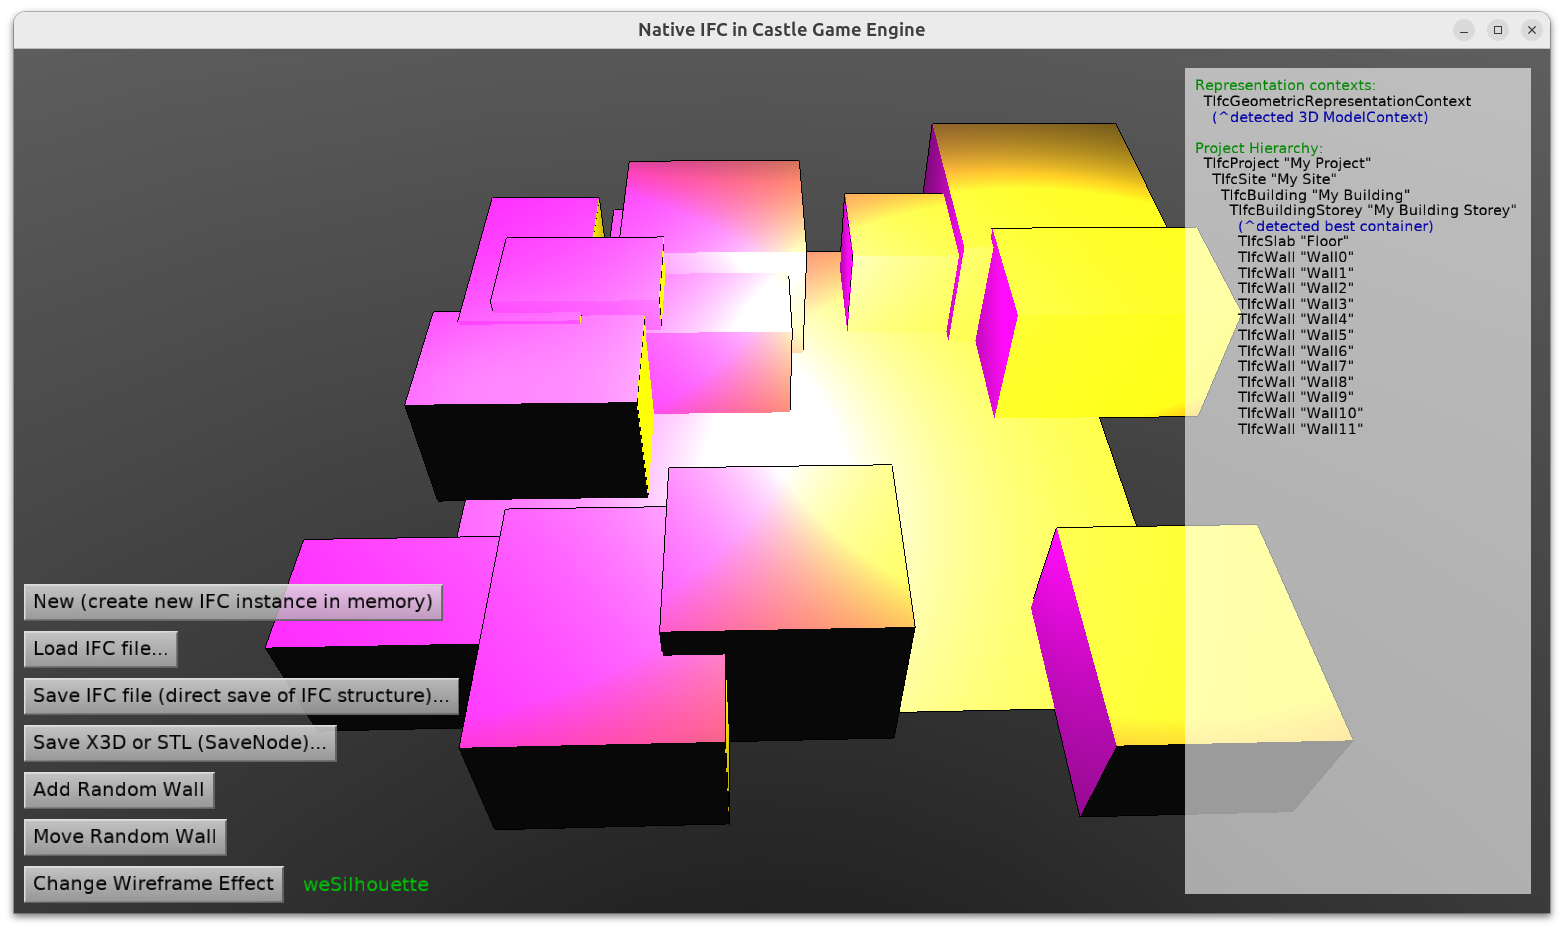 Native IFC in Castle Game Engine
Representation contexts:
TIfcGeometricRepresentationContext
(^detected 3D ModelContext)
Project Hierarchy:
TIfcProject "My Project"
TIfcSite "My Site"
TIfcBuilding "My Building"
TIfcBuildingStorey "My Building Storey"
(^detected best container)
TIfcSlab "Floor"
TIfcWall "Wall0"
TIfcWall "Wall1"
TIfcWall "Wall2"
TIfcWall "Wall3"
TIfcWall "Wall4"
TIfcWall "Wall5"
TIfcWall "Wall6"
TIfcWall "Wall7"
TIfcWall "Wall8"
TIfcWall "Wall9"
TIfcWall "Wall10"
TIfcWall "Wall11"
New (create new IFC instance in memory)
Load IFC file...
Save IFC file (direct save of IFC structure)...
Save X3D or STL (SaveNode)...
Add Random Wall
Move Random Wall
Change Wireframe Effect
weSilhouette